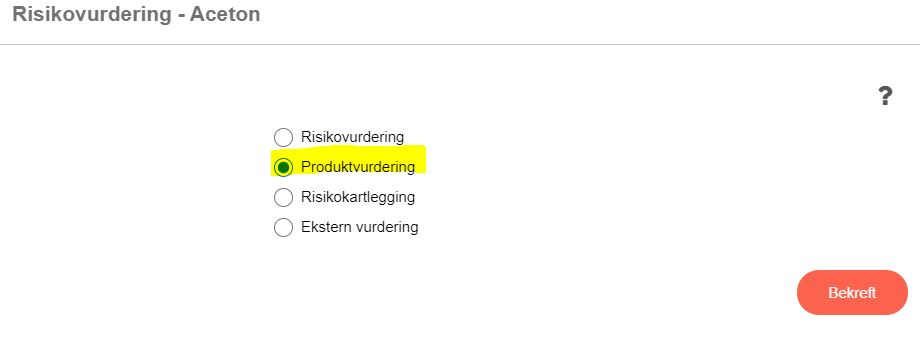 Risikovurdering - Aceton
?
Risikovurdering
Produktvurdering
Risikokartlegging
Ekstern vurdering
Bekreft